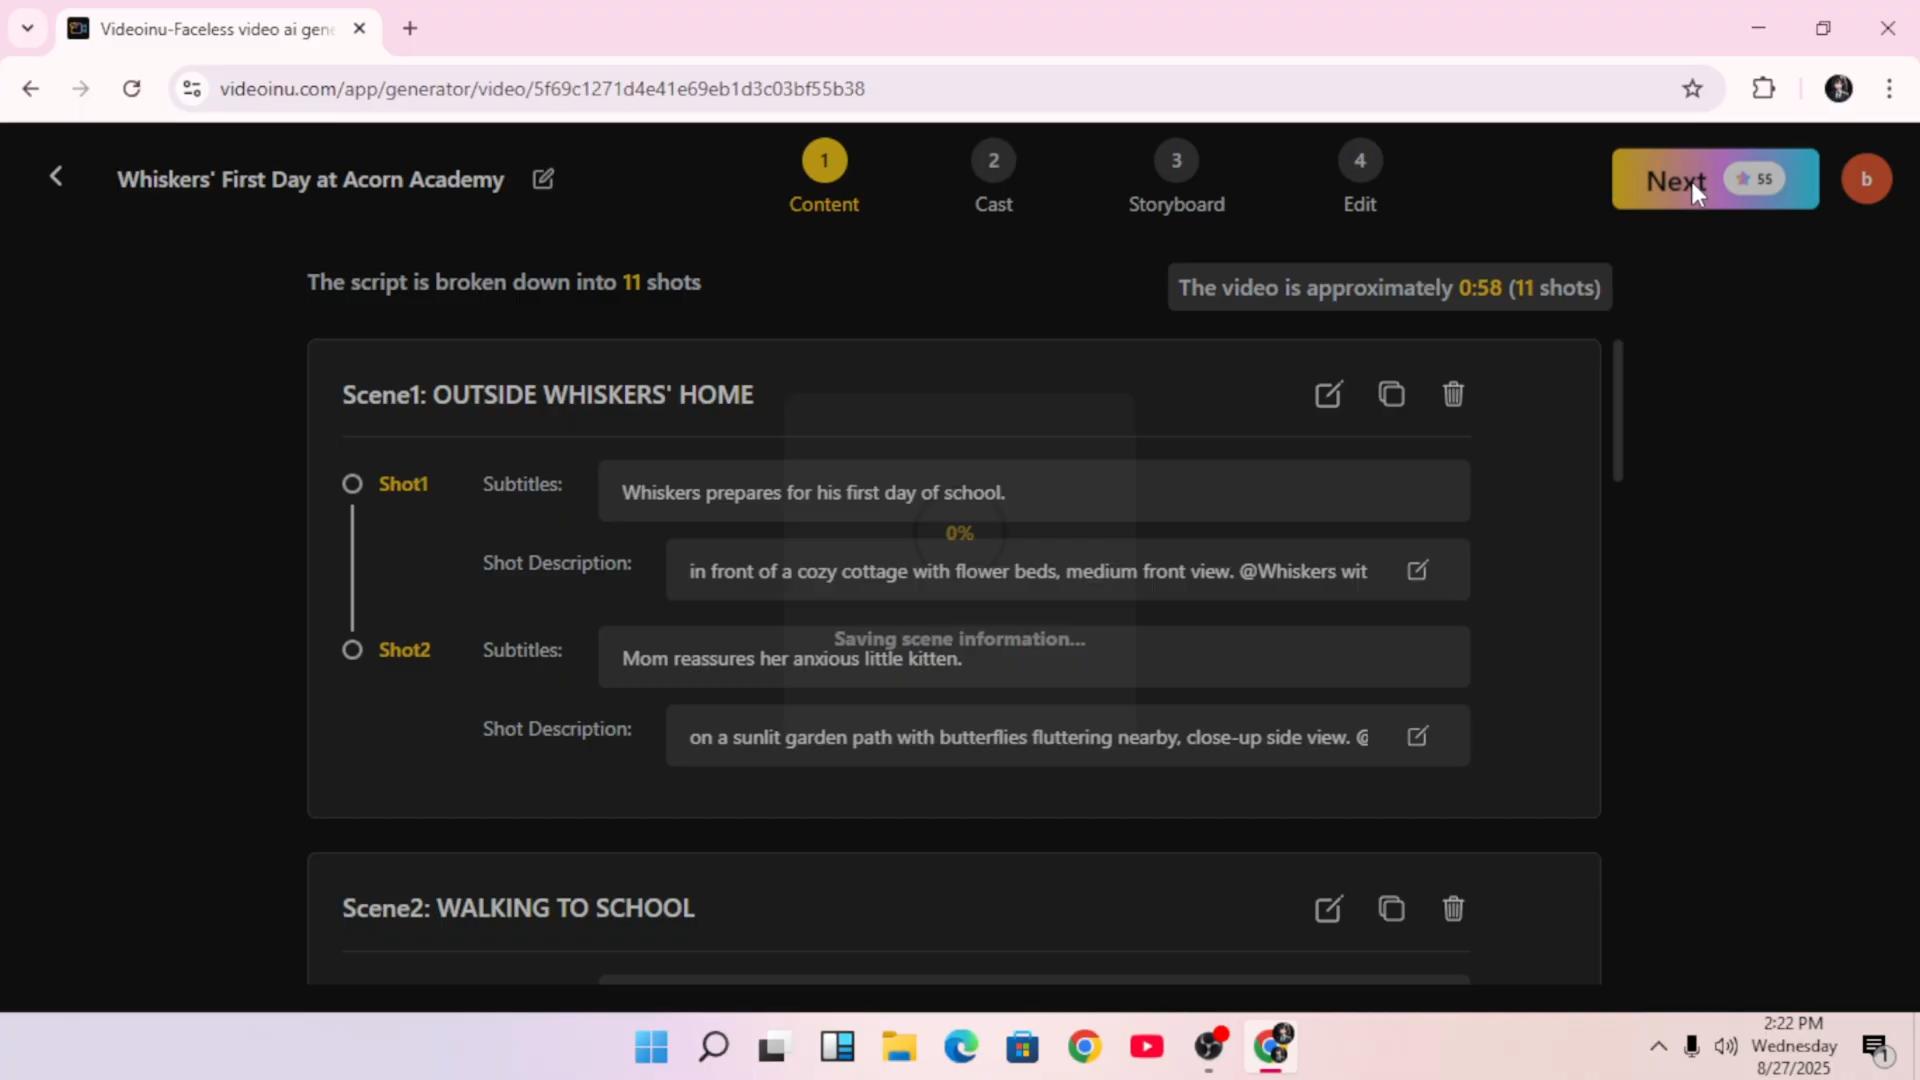 Videoinu-Faceless video ai gene
videoinu.com/app/generator/video/5f69c1271d4e41e69eb1d3c03bf55b38
Whiskers' First Day at Acorn Academy
1
Content
2
Cast
3
Storyboard
4
Edit
Next 55
b
The script is broken down into 11 shots
The video is approximately 0:58 (11 shots)
Scene1: OUTSIDE WHISKERS' HOME
Shot1 Subtitles: Whiskers prepares for his first day of school.
0%
Shot Description: in front of a cozy cottage with flower beds, medium front view. @Whiskers wit
Saving scene information...
Shot2 Subtitles: Mom reassures her anxious little kitten.
Shot Description: on a sunlit garden path with butterflies fluttering nearby, close-up side view. @
Scene2: WALKING TO SCHOOL
2:22 PM
Wednesday
8/27/2025
1